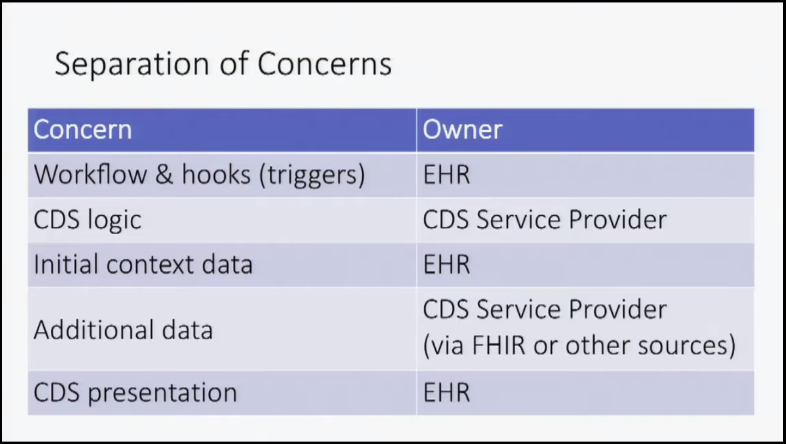 Separation of Concerns
Concern Owner
Workflow & hooks (triggers) EHR
CDS logic CDS Service Provider
Initial context data EHR
Additional data CDS Service Provider
(via FHIR or other sources)
CDS presentation EHR